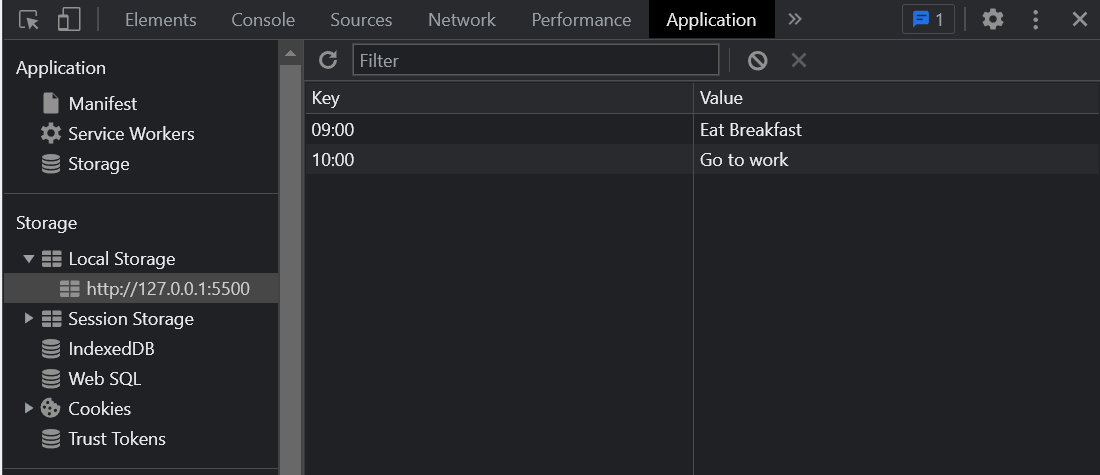 Elements Console Sources Network Performance Application » 1
Application
Manifest
Service Workers
Storage
Storage
Local Storage
http://127.0.0.1:5500
Session Storage
IndexedDB
Web SQL
Cookies
Trust Tokens
Filter
Key Value
09:00 Eat Breakfast
10:00 Go to work